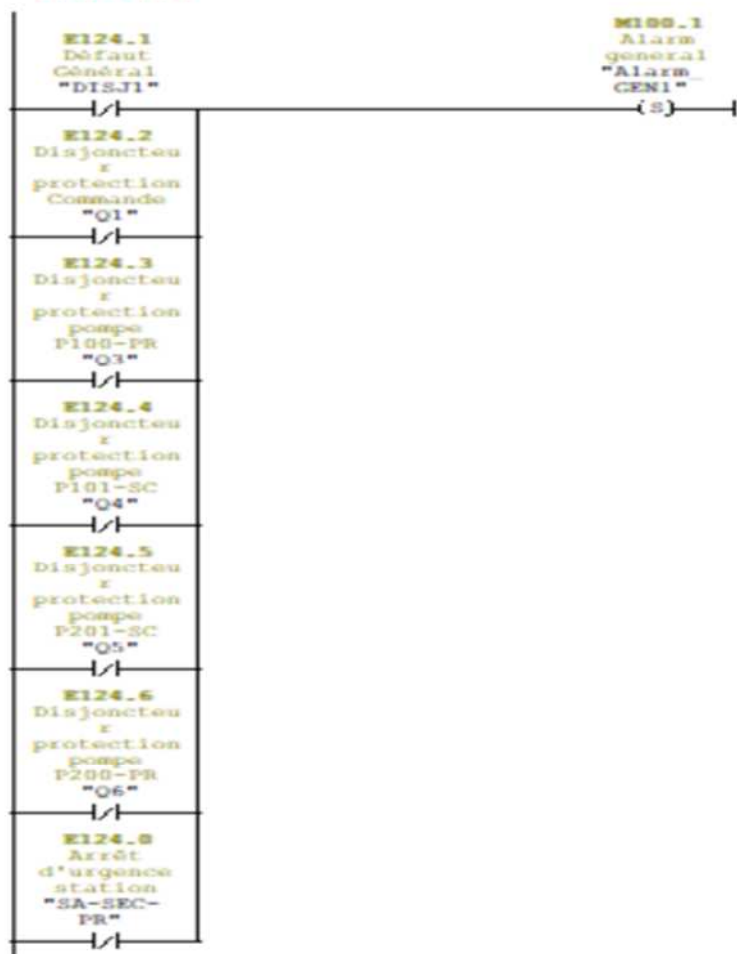 E124.1
Défaut
Général
"DISJ1"
M100.1
Alarm
general
"Alarm_
GEN1"
(S)
E124.2
Disjoncteu
r
protection
Commande
"Q1"
E124.3
Disjoncteu
r
protection
pompe
P100-PR
"Q3"
E124.4
Disjoncteu
r
protection
pompe
P101-SC
"Q4"
E124.5
Disjoncteu
r
protection
pompe
P201-SC
"Q5"
E124.6
Disjoncteu
r
protection
pompe
P200-PR
"Q6"
E124.0
Arrêt
d'urgence
station
"SA-SEC-
PR"